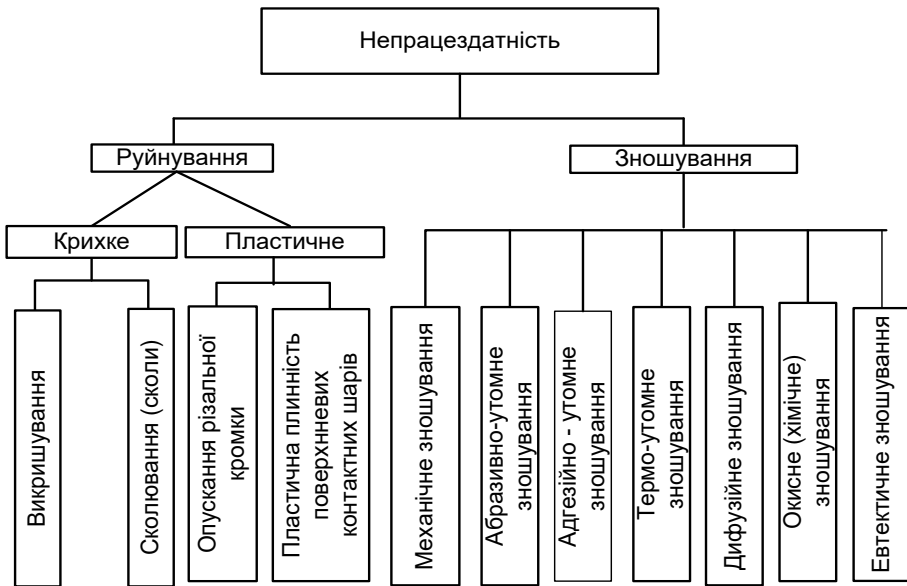 Непрацездатність
Руйнування
Зношування
Крихке
Пластичне
Викришування
Сколювання (сколи)
Опускання різальної
кромки
Пластична плинність
поверхневих
контактних шарів
Механічне зношування
Абразивно-утомне
зношування
Адгезійно - утомне
зношування
Термо-утомне
зношування
Дифузійне зношування
Окисне (хімічне)
зношування
Евтектичне зношування